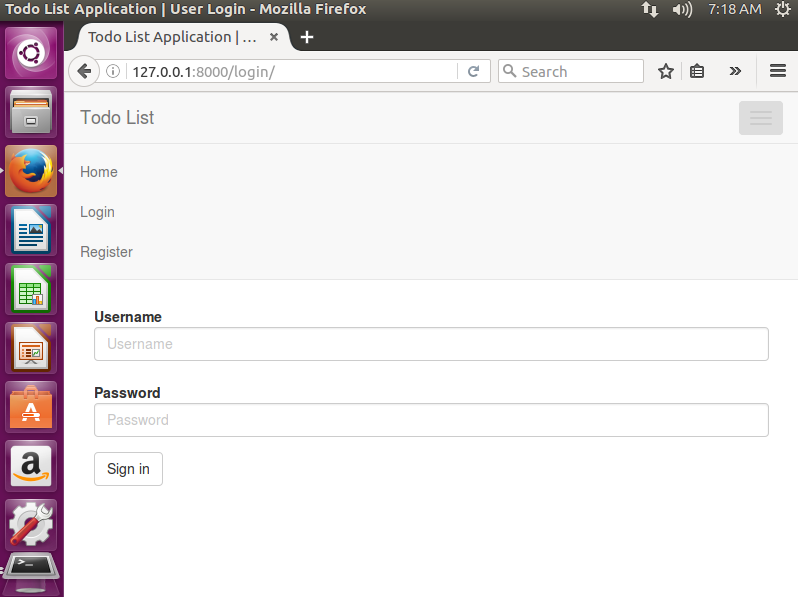 Todo List Application | User Login - Mozilla Firefox
7:18 AM
Todo List Application | ...
127.0.0.1:8000/login/
Search
Todo List
Home
Login
Register
Username
Username
Password
Password
Sign in